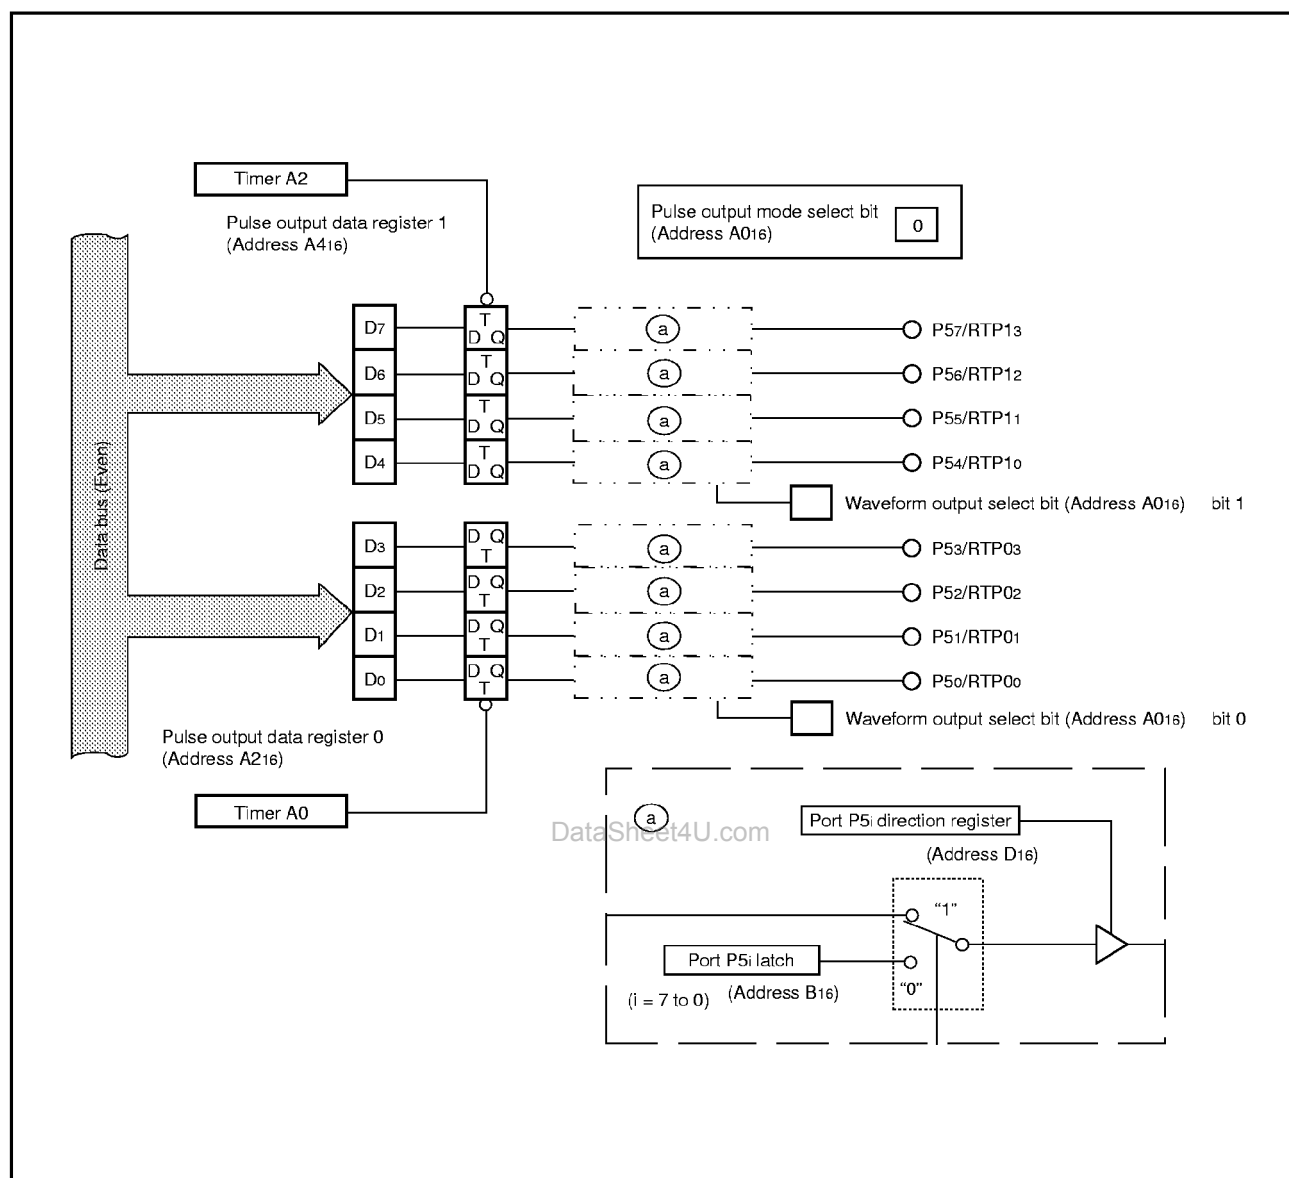 Timer A2
Pulse output data register 1
(Address A416)
Pulse output mode select bit
(Address A016)
0
Data bus (Even)
D7
T
D Q
a
P57/RTP13
D6
T
D Q
a
P56/RTP12
D5
T
D Q
a
P55/RTP11
D4
T
D Q
a
P54/RTP10
Waveform output select bit (Address A016) bit 1
D3
D Q
T
a
P53/RTP03
D2
D Q
T
a
P52/RTP02
D1
D Q
T
a
P51/RTP01
D0
D Q
T
a
P50/RTP00
Waveform output select bit (Address A016) bit 0
Pulse output data register 0
(Address A216)
Timer A0
DataSheet4U.com
a
Port P5i direction register
(Address D16)
“1”
Port P5i latch
(Address B16)
“0”
(i = 7 to 0)